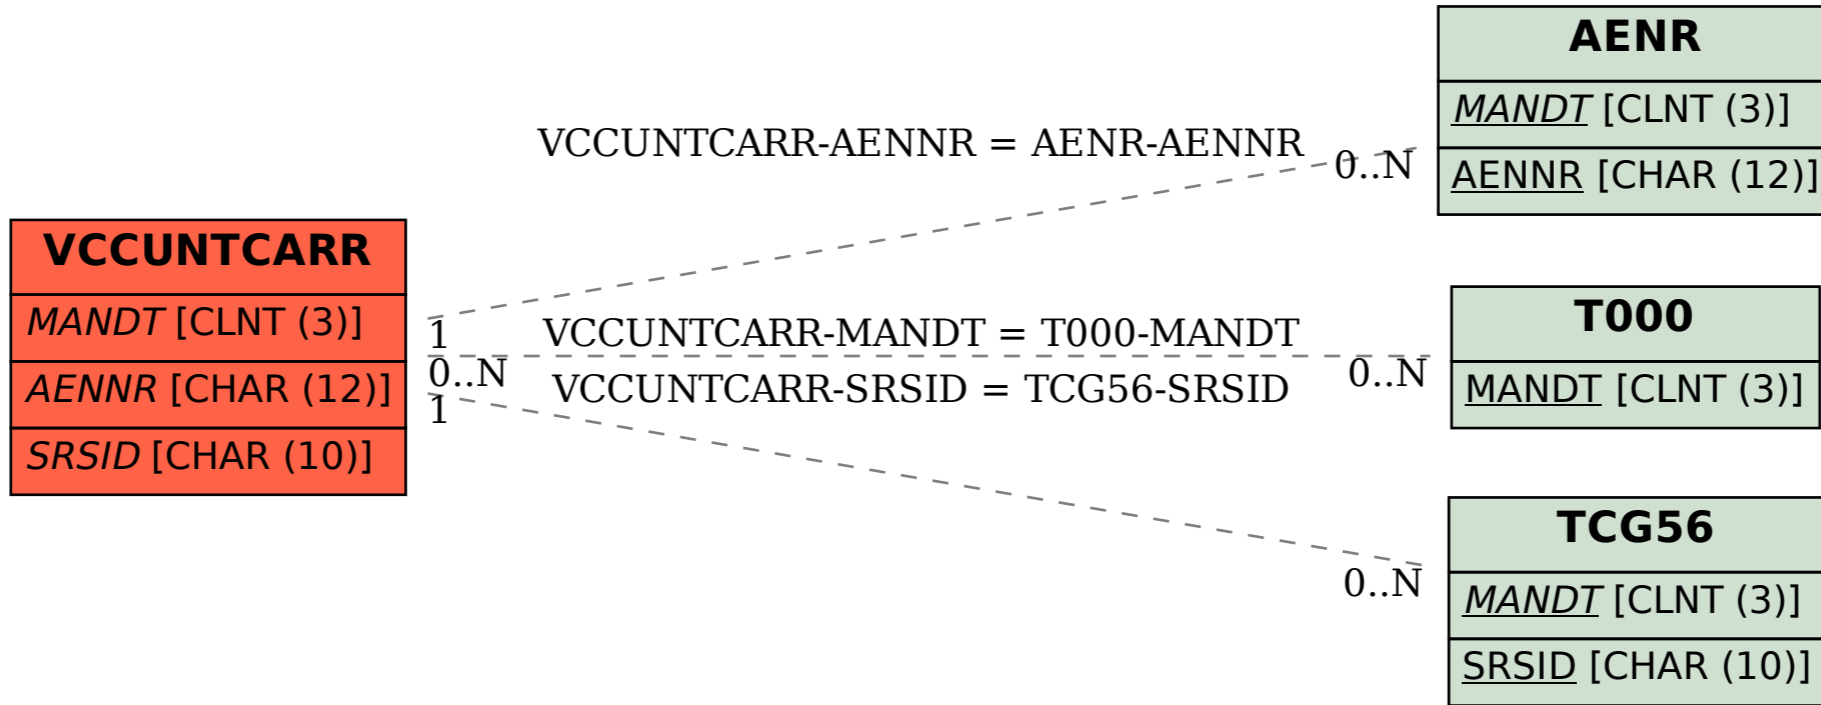 VCCUNTCARR
MANDT [CLNT (3)]
AENNR [CHAR (12)]
SRSID [CHAR (10)]
VCCUNTCARR-AENNR = AENR-AENNR
1
0..N
VCCUNTCARR-MANDT = T000-MANDT
0..N
0..N
VCCUNTCARR-SRSID = TCG56-SRSID
1
0..N
AENR
MANDT [CLNT (3)]
AENNR [CHAR (12)]
T000
MANDT [CLNT (3)]
TCG56
MANDT [CLNT (3)]
SRSID [CHAR (10)]